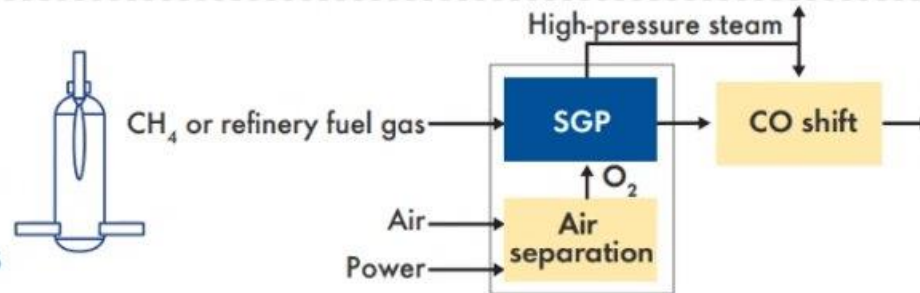 High-pressure steam
CH₄ or refinery fuel gas
SGP
CO shift
O₂
Air
Air
separation
Power